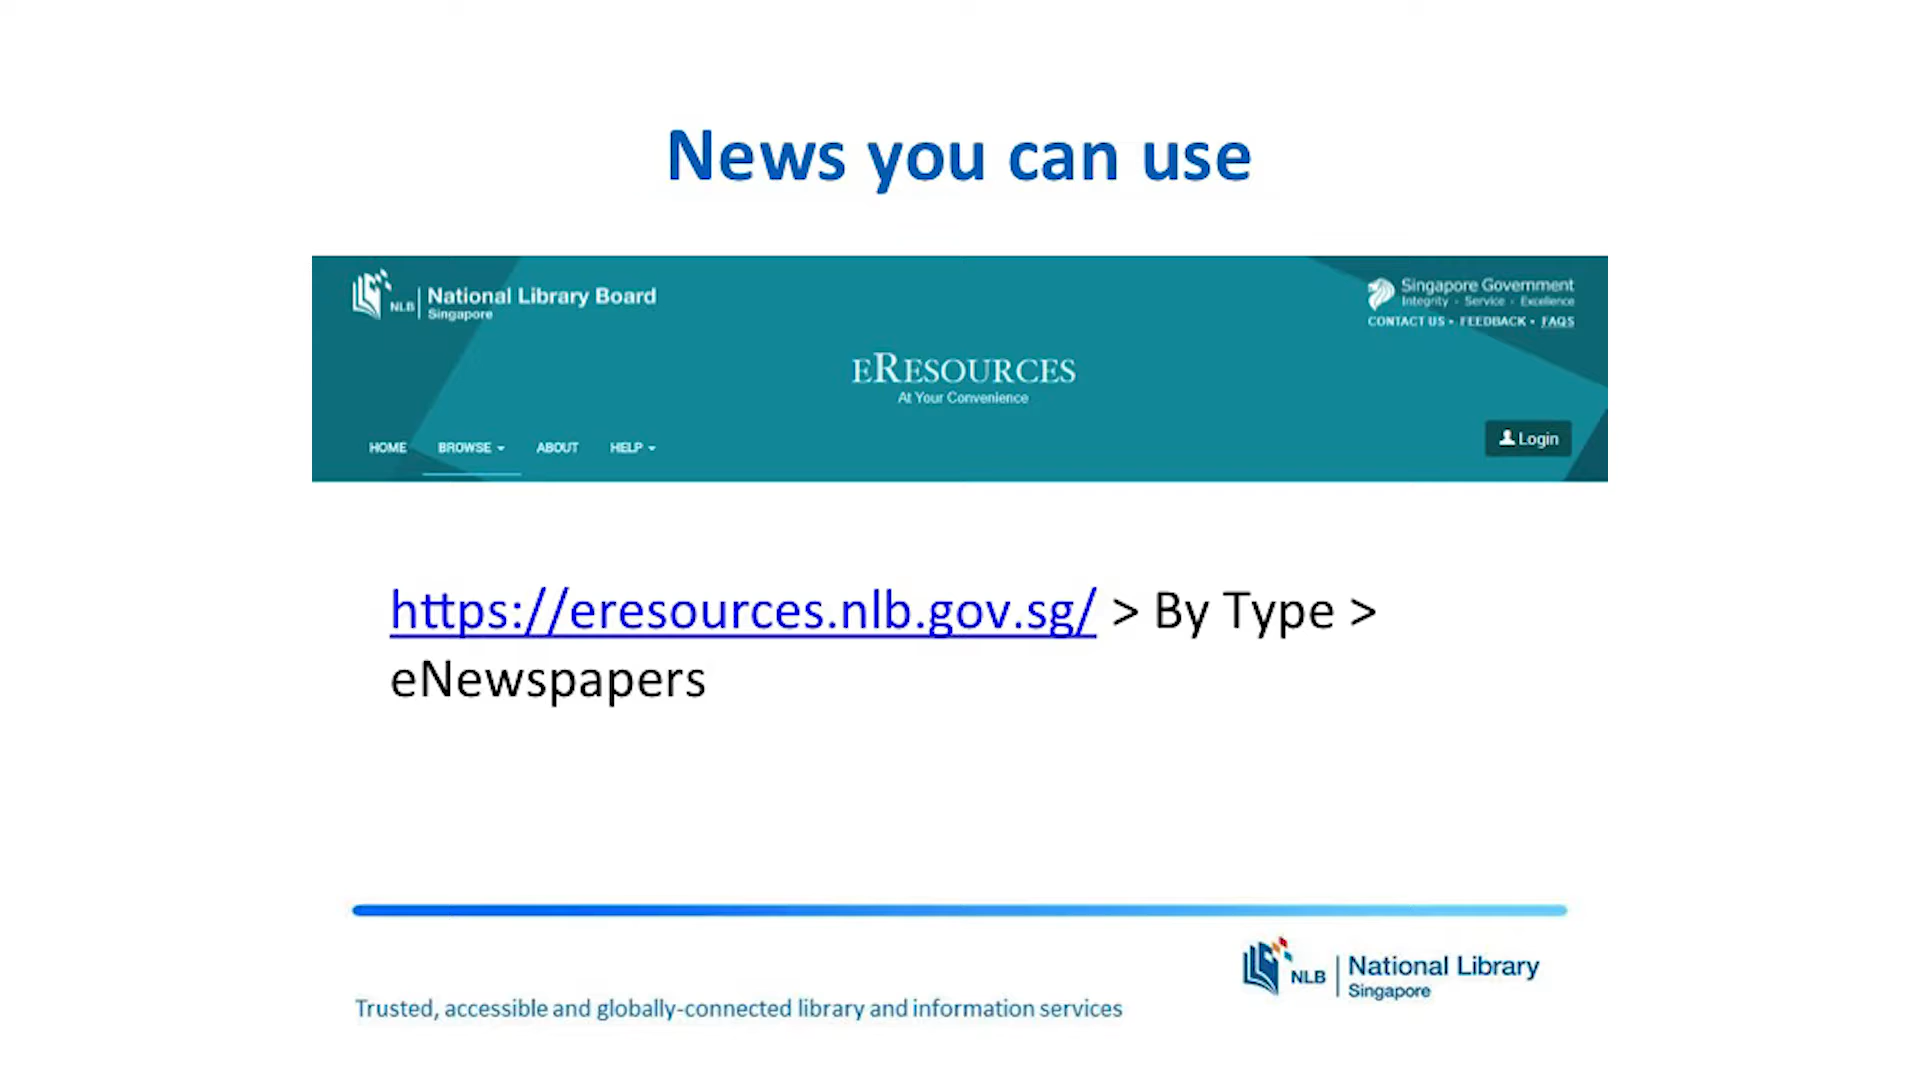 News you can use
NLB National Library Board
Singapore
Singapore Government
Integrity · Service · Excellence
CONTACT US • FEEDBACK • FAQS
eRESOURCES
At Your Convenience
HOME BROWSE ABOUT HELP
Login
https://eresources.nlb.gov.sg/ > By Type >
eNewspapers
NLB National Library
Singapore
Trusted, accessible and globally-connected library and information services